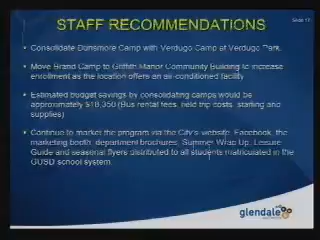 Slide 17
STAFF RECOMMENDATIONS
Consolidate Dunsmore Camp with Verdugo Camp at Verdugo Park.
Move Brand Camp to Griffith Manor Community Building to increase
enrollment as the location offers an air-conditioned facility
Estimated budget savings by consolidating camps would be
approximately $18,350 (Bus rental fees, field trip costs, staffing and
supplies)
Continue to market the program via the City's website, Facebook, the
marketing booth, department brochures, Summer Wrap Up, Leisure
Guide and seasonal flyers distributed to all students matriculated in the
GUSD school system.
glendale